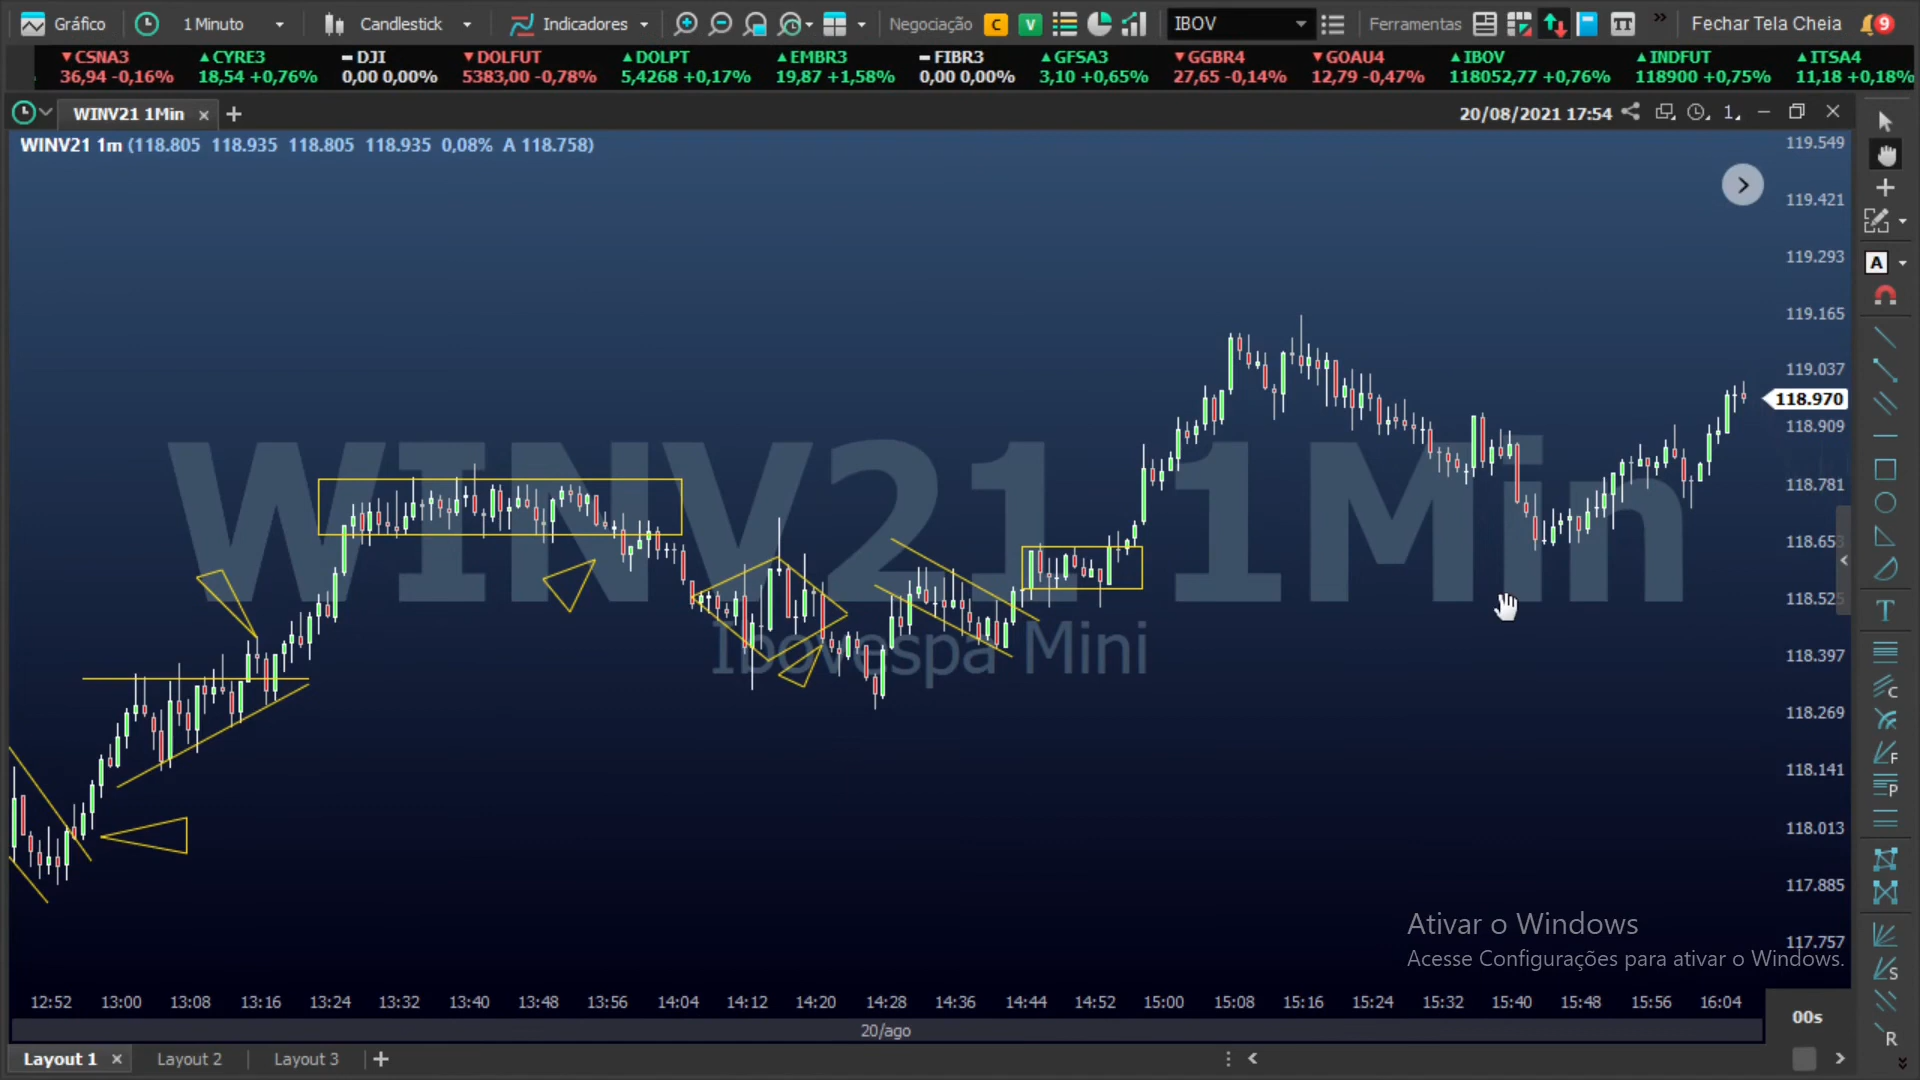 Gráfico 1 Minuto Candlestick Indicadores Negociação C V IBOV Ferramentas » Fechar Tela Cheia 9
CSNA3 CYRE3 DJI DOLFUT DOLPT EMBR3 FIBR3 GFSA3 GGBR4 GOAU4 IBOV INDFUT ITSA4
36,94 -0,16% 18,54 +0,76% 0,00 0,00% 5383,00 -0,78% 5,4268 +0,17% 19,87 +1,58% 0,00 0,00% 3,10 +0,65% 27,65 -0,14% 12,79 -0,47% 118052,77 +0,76% 118900 +0,75% 11,18 +0,18%
WINV21 1Min × + 20/08/2021 17:54 1
WINV21 1m (118.805 118.935 118.805 118.935 0,08% A 118.758)
119.549
119.421
119.293
119.165
119.037
118.970
118.909
118.781
118.653
118.525
118.397
118.269
118.141
118.013
117.885
117.757
WINV21 1Min
Ibovespa Mini
A
T
C
F
P
S
R
Ativar o Windows
Acesse Configurações para ativar o Windows.
12:52 13:00 13:08 13:16 13:24 13:32 13:40 13:48 13:56 14:04 14:12 14:20 14:28 14:36 14:44 14:52 15:00 15:08 15:16 15:24 15:32 15:40 15:48 15:56 16:04
00s
20/ago
Layout 1 × Layout 2 Layout 3 +